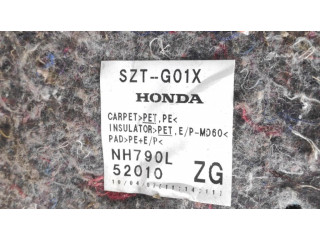 SZT-G01X
HONDA
CARPET>PET.PE<
INSULATOR>PET.E/P-MD60<
PAD>PE+E/P<
NH790L
52010 ZG